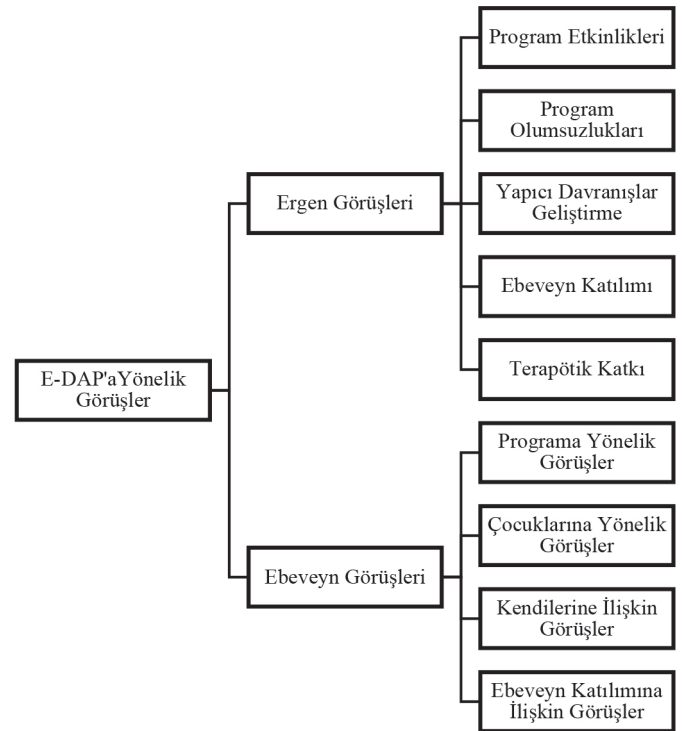 E-DAP'aYönelik
Görüşler
Ergen Görüşleri
Program Etkinlikleri
Program
Olumsuzlukları
Yapıcı Davranışlar
Geliştirme
Ebeveyn Katılımı
Terapötik Katkı
Ebeveyn Görüşleri
Programa Yönelik
Görüşler
Çocuklarına Yönelik
Görüşler
Kendilerine İlişkin
Görüşler
Ebeveyn Katılımına
İlişkin Görüşler